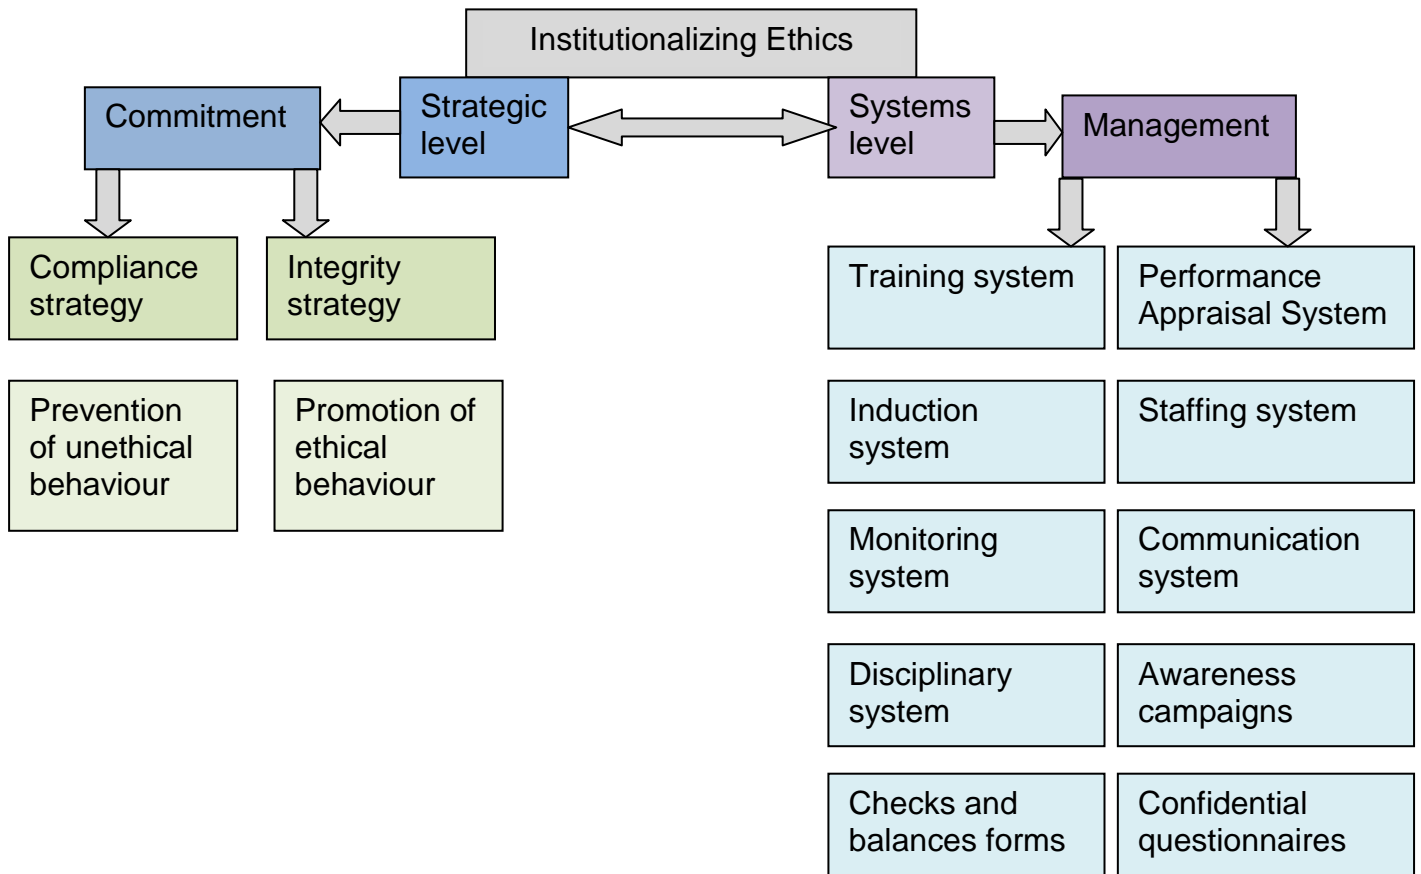 Institutionalizing Ethics
Commitment
Strategic
level
Systems
level
Management
Compliance
strategy
Integrity
strategy
Training system
Performance
Appraisal System
Prevention
of unethical
behaviour
Promotion of
ethical
behaviour
Induction
system
Staffing system
Monitoring
system
Communication
system
Disciplinary
system
Awareness
campaigns
Checks and
balances forms
Confidential
questionnaires